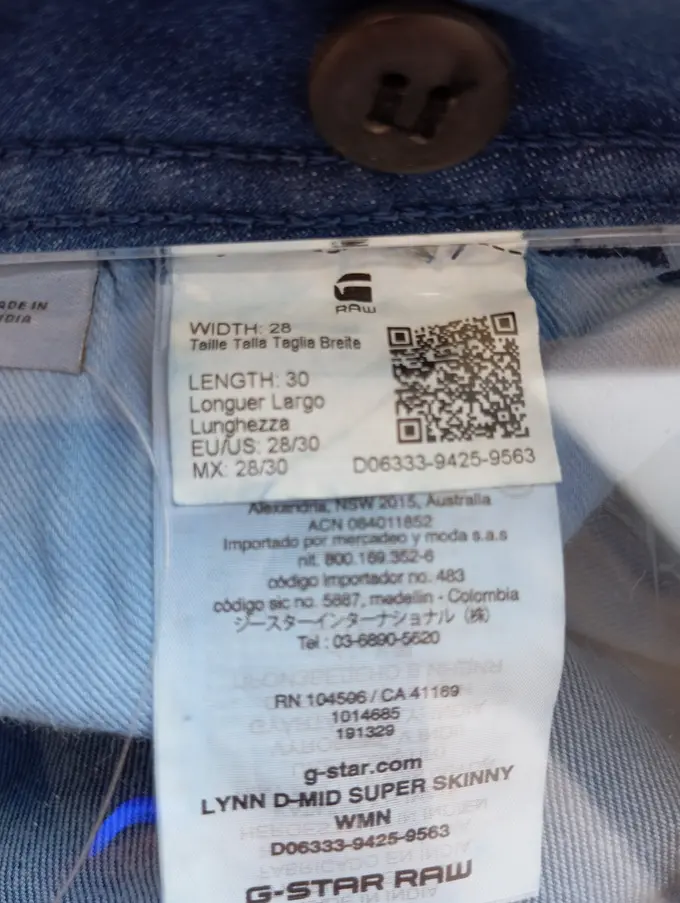 ADE IN
DIA
G
RAW
WIDTH: 28
Taille Talla Taglia Breite
LENGTH: 30
Longuer Largo
Lunghezza
EU/US: 28/30
MX: 28/30
D06333-9425-9563
Alexandria, NSW 2015, Australia
ACN 084011852
Importado por mercadeo y moda s.a.s
nit. 800.169.352-6
código importador no. 483
código sic no. 5887, medellin - Colombia
ジースターインターナショナル (株)
Tel : 03-6890-5620
RN 104506 / CA 41169
1014685
191329
g-star.com
LYNN D-MID SUPER SKINNY
WMN
D06333-9425-9563
G-STAR RAW